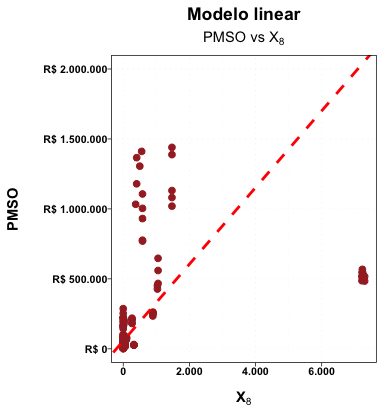 Modelo linear
PMSO vs X₈
R$ 2.000.000
R$ 1.500.000
R$ 1.000.000
R$ 500.000
R$ 0
PMSO
0 2.000 4.000 6.000
X₈